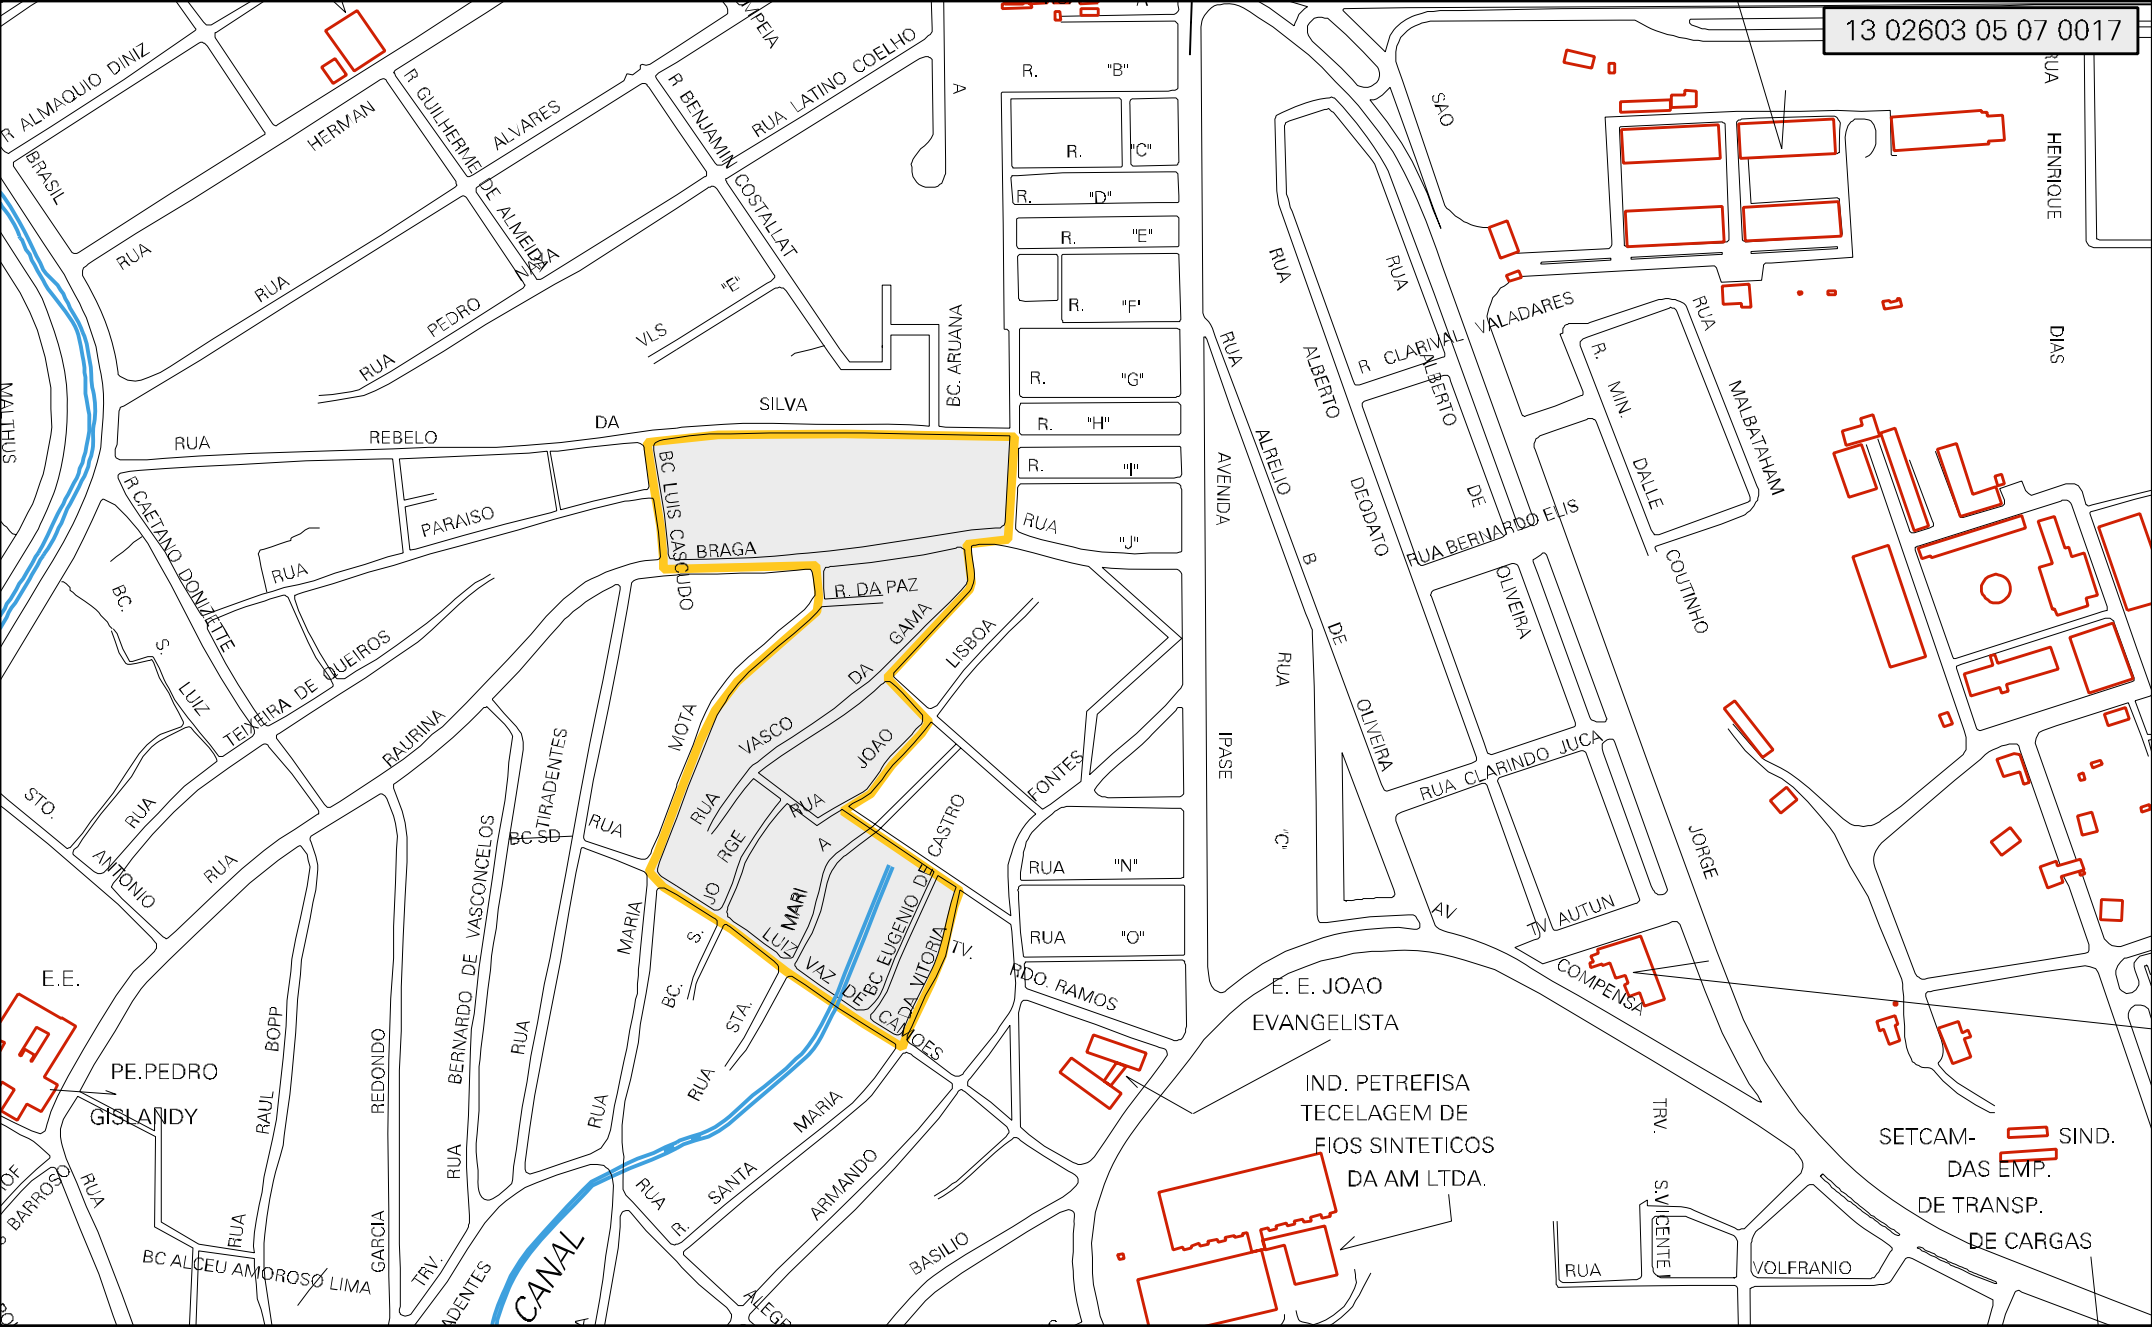 13 02603 05 07 0017
R ALMAQUIO DINIZ
BRASIL
HERMAN
RUA
R GUILHERME DE ALMEIDA
ALVARES
RUA
NAVA
PEDRO
RUA
R BENJAMIN COSTALLAT
RUA LATINO COELHO
VLS "E"
A
BC. ARUANA
R. "B"
R. "C"
R. "D"
R. "E"
R. "F"
R. "G"
R. "H"
R. "I"
RUA "J"
SAO
RUA
HENRIQUE
DIAS
RUA ALBERTO DEODATO
RUA ALBERTO DE OLIVEIRA
R CLARIVAL VALADARES
RUA MALBATAHAM
R. MIN. DALLE COUTINHO
RUA AURELIO B DE OLIVEIRA
AVENIDA
IPASE
RUA "C"
RUA BERNARDO ELIS
RUA CLARINDO JUCA
JORGE
TV AUTUN
AV
COMPENSA
MALTHUS
RUA REBELO DA SILVA
BC LUIS CASCUDO
BRAGA
PARAISO
RUA
R CAETANO DONIZETTE
BC. S. LUIZ
TEIXEIRA DE QUEIROS
RUA
R. DA PAZ
VASCO DA GAMA
RUA
LISBOA
JOAO
RUA
MOTA
RAURINA
RUA
TIRADENTES
RUA
BC SD
RUA
BERNARDO DE VASCONCELOS
RUA
STO.
ANTONIO
JORGE
MARI A
FONTES
BC EUGENIO DE CASTRO
TV.
DA VITORIA
LUIZ VAZ DE CAMOES
BC. S.
RUA STA.
MARIA
RUA
RUA "N"
RUA "O"
RDO. RAMOS
E. E. JOAO
EVANGELISTA
E.E.
PE.PEDRO
GISLANDY
RAUL BOPP
RUA
REDONDO
GARCIA
IND. PETREFISA
TECELAGEM DE
FIOS SINTETICOS
DA AM LTDA.
TRV.
S.VICENTE
SETCAM- SIND.
DAS EMP.
DE TRANSP.
DE CARGAS
BARROSO
RUA
BC ALCEU AMOROSO LIMA
TRV.
CANAL
RUA
R. SANTA MARIA
ARMANDO
BASILIO
RUA VOLFRANIO